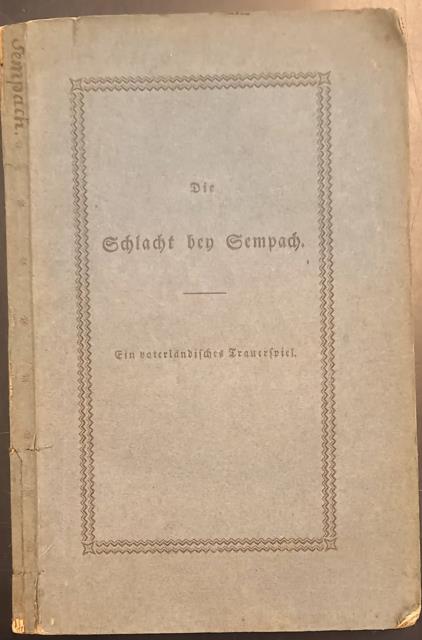 Sempach.
Die
Schlacht bey Sempach.
Ein vaterländisches Trauerspiel.